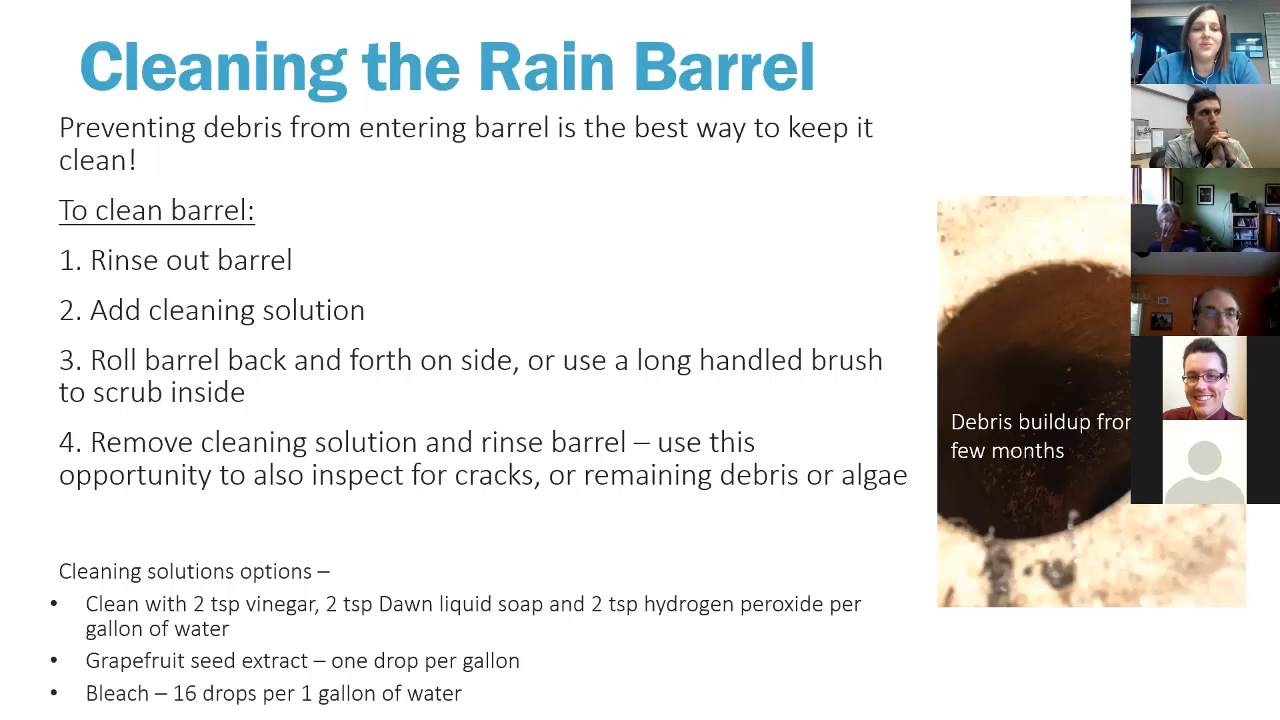 Cleaning the Rain Barrel
Preventing debris from entering barrel is the best way to keep it
clean!
To clean barrel:
1. Rinse out barrel
2. Add cleaning solution
3. Roll barrel back and forth on side, or use a long handled brush
to scrub inside
4. Remove cleaning solution and rinse barrel – use this
opportunity to also inspect for cracks, or remaining debris or algae
Debris buildup from
few months
Cleaning solutions options –
• Clean with 2 tsp vinegar, 2 tsp Dawn liquid soap and 2 tsp hydrogen peroxide per
gallon of water
• Grapefruit seed extract – one drop per gallon
• Bleach – 16 drops per 1 gallon of water